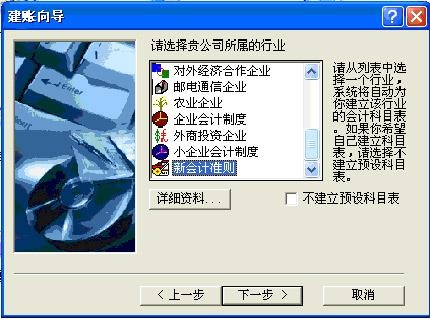 建账向导
请选择贵公司所属的行业
对外经济合作企业
邮电通信企业
农业企业
企业会计制度
外商投资企业
小企业会计制度
新会计准则
请从列表中选
择一个行业,
系统将自动为
你建立该行业
的会计科目表
。如果你希望
自己建立科目
表,请选择不
建立预设科目
表。
详细资料...
不建立预设科目表
< 上一步
下一步 >
取消